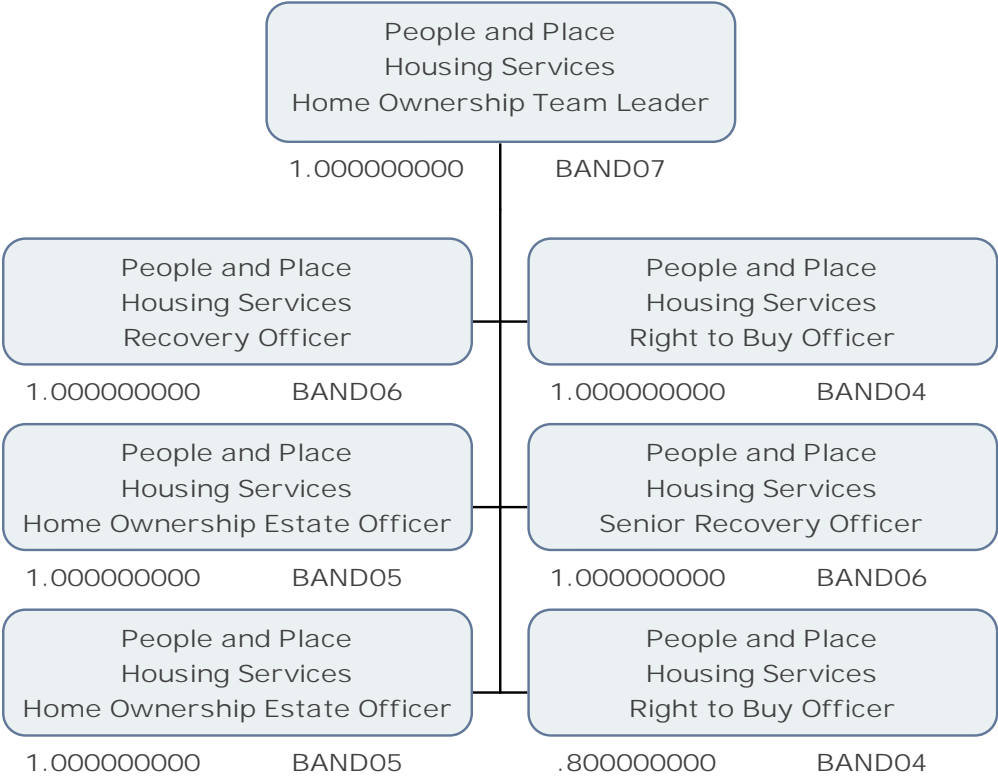 People and Place
Housing Services
Home Ownership Team Leader
1.000000000 BAND07
People and Place
Housing Services
Recovery Officer
1.000000000 BAND06
People and Place
Housing Services
Right to Buy Officer
1.000000000 BAND04
People and Place
Housing Services
Home Ownership Estate Officer
1.000000000 BAND05
People and Place
Housing Services
Senior Recovery Officer
1.000000000 BAND06
People and Place
Housing Services
Home Ownership Estate Officer
1.000000000 BAND05
People and Place
Housing Services
Right to Buy Officer
.800000000 BAND04